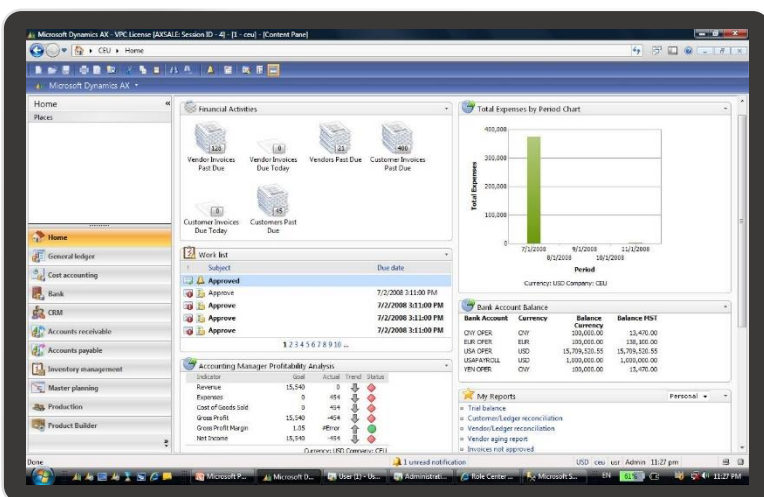 Microsoft Dynamics AX - VPC License [AXSALE: Session ID - 4] - [1 - ceu] - [Content Pane]
CEU Home
Microsoft Dynamics AX
Home
Places
Home
General ledger
Cost accounting
Bank
CRM
Accounts receivable
Accounts payable
Inventory management
Master planning
Production
Product Builder
Financial Activities
128 0 21 400
Vendor Invoices Vendor Invoices Vendors Past Due Customer Invoices
Past Due Due Today Past Due
0 45
Customer Invoices Customers Past
Due Today Due
Work list
! Subject Due date
Approved
Approve 7/2/2008 3:11:00 PM
Approve 7/2/2008 3:11:00 PM
Approve 7/2/2008 3:11:00 PM
Approve 7/2/2008 3:11:00 PM
1 2 3 4 5 6 7 8 9 10 ...
Accounting Manager Profitability Analysis
Indicator Goal Actual Trend Status
Revenue 15,540 0
Expenses 0 454
Cost of Goods Sold 0 454
Gross Profit 15,540 -454
Gross Profit Margin 1.05 #Error
Net Income 15,540 -454
Currency: USD Company: CEU
Total Expenses by Period Chart
Total Expenses
400,000
300,000
200,000
100,000
0
7/1/2008 9/1/2008 11/1/2008
8/1/2008 10/1/2008
Period
Currency: USD Company: CEU
Bank Account Balance
Bank Account Currency Balance Balance MST
Currency
CNY OPER CNY 100,000.00 13,470.00
EUR OPER EUR 100,000.00 138,100.00
USA OPER USD 15,709,520.55 15,709,520.55
USAPAYROLL USD 1,000,000.00 1,000,000.00
YEN OPER CNY 100,000.00 13,470.00
My Reports Personal
Trial balance
Customer/Ledger reconciliation
Vendor/Ledger reconciliation
Vendor aging report
Invoices not approved
Done 1 unread notification USD ceu usr Admin 11:27 pm
Microsoft P... Microsoft D... User (1) - Us... Administrati... Role Center ... Microsoft S... EN 61% 11:27 PM